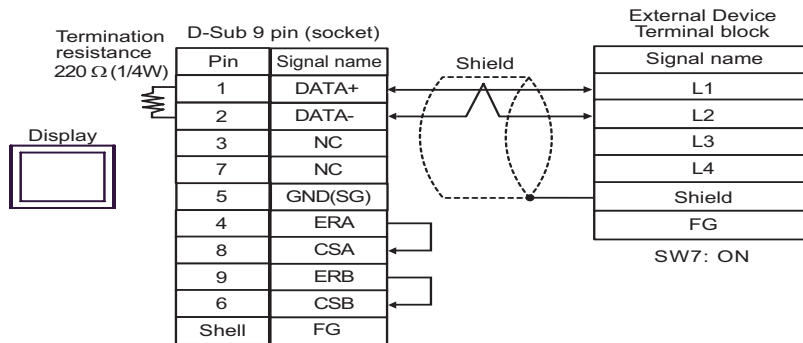 Termination
resistance
220 Ω (1/4W)
D-Sub 9 pin (socket)
Pin Signal name
1 DATA+
2 DATA-
3 NC
7 NC
5 GND(SG)
4 ERA
8 CSA
9 ERB
6 CSB
Shell FG
Display
Shield
External Device
Terminal block
Signal name
L1
L2
L3
L4
Shield
FG
SW7: ON